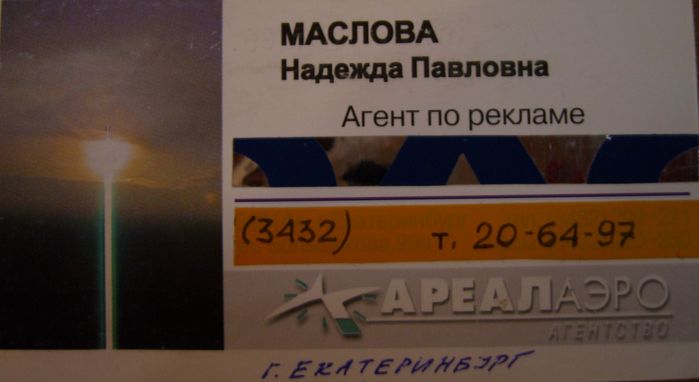 МАСЛОВА
Надежда Павловна
Агент по рекламе
(3432) т. 20-64-97
АРЕАЛАЭРО
АГЕНТСТВО
г. ЕКАТЕРИНБУРГ